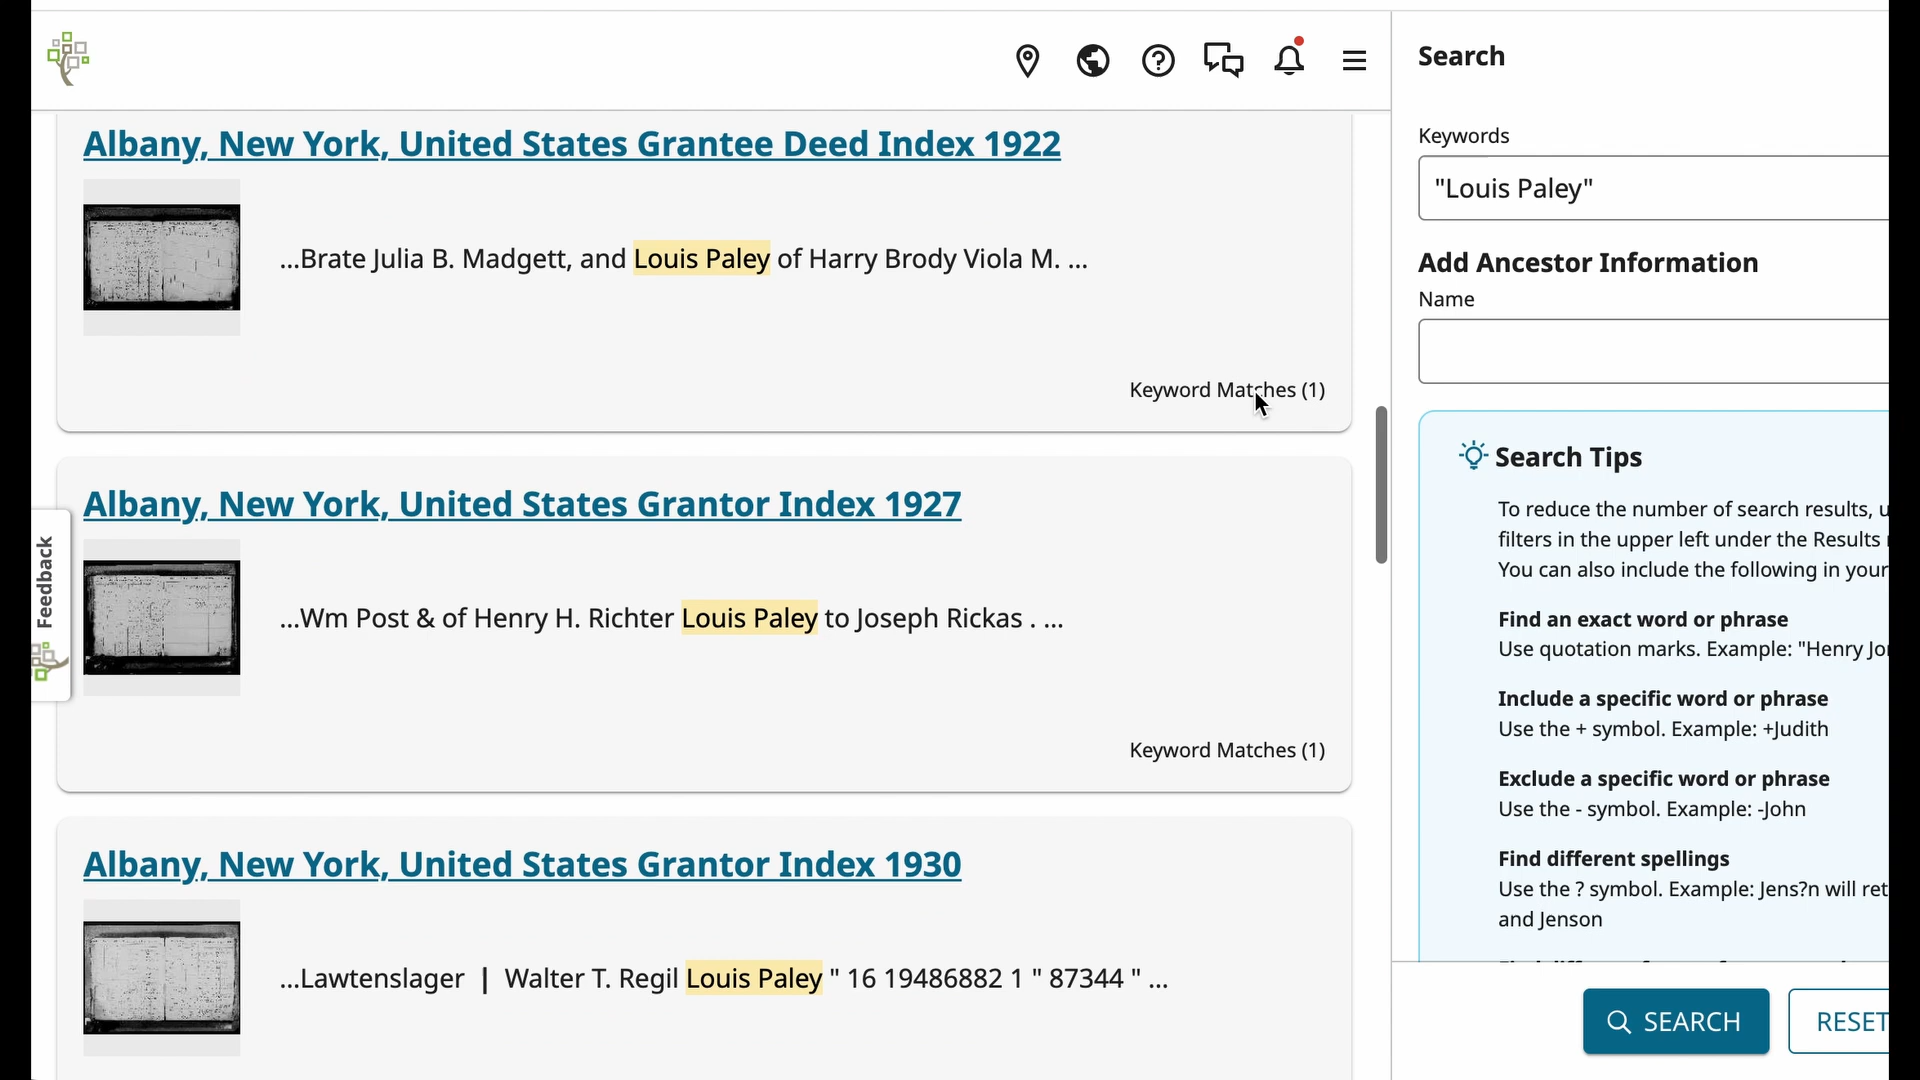 Albany, New York, United States Grantee Deed Index 1922
...Brate Julia B. Madgett, and Louis Paley of Harry Brody Viola M. ...
Keyword Matches (1)
Albany, New York, United States Grantor Index 1927
...Wm Post & of Henry H. Richter Louis Paley to Joseph Rickas . ...
Keyword Matches (1)
Albany, New York, United States Grantor Index 1930
...Lawtenslager | Walter T. Regil Louis Paley " 16 19486882 1 " 87344 " ...
Feedback
Search
Keywords
"Louis Paley"
Add Ancestor Information
Name
Search Tips
To reduce the number of search results, u
filters in the upper left under the Results
You can also include the following in your
Find an exact word or phrase
Use quotation marks. Example: "Henry Jo
Include a specific word or phrase
Use the + symbol. Example: +Judith
Exclude a specific word or phrase
Use the - symbol. Example: -John
Find different spellings
Use the ? symbol. Example: Jens?n will ret
and Jenson
SEARCH
RESET